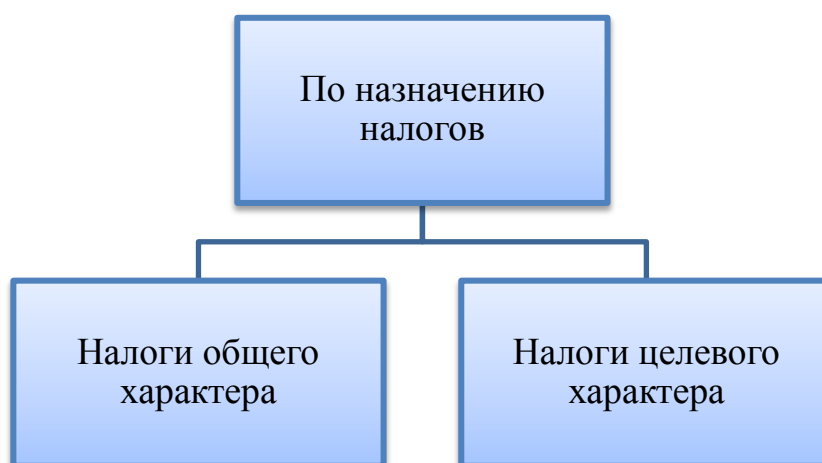 По назначению
налогов
Налоги общего
характера
Налоги целевого
характера